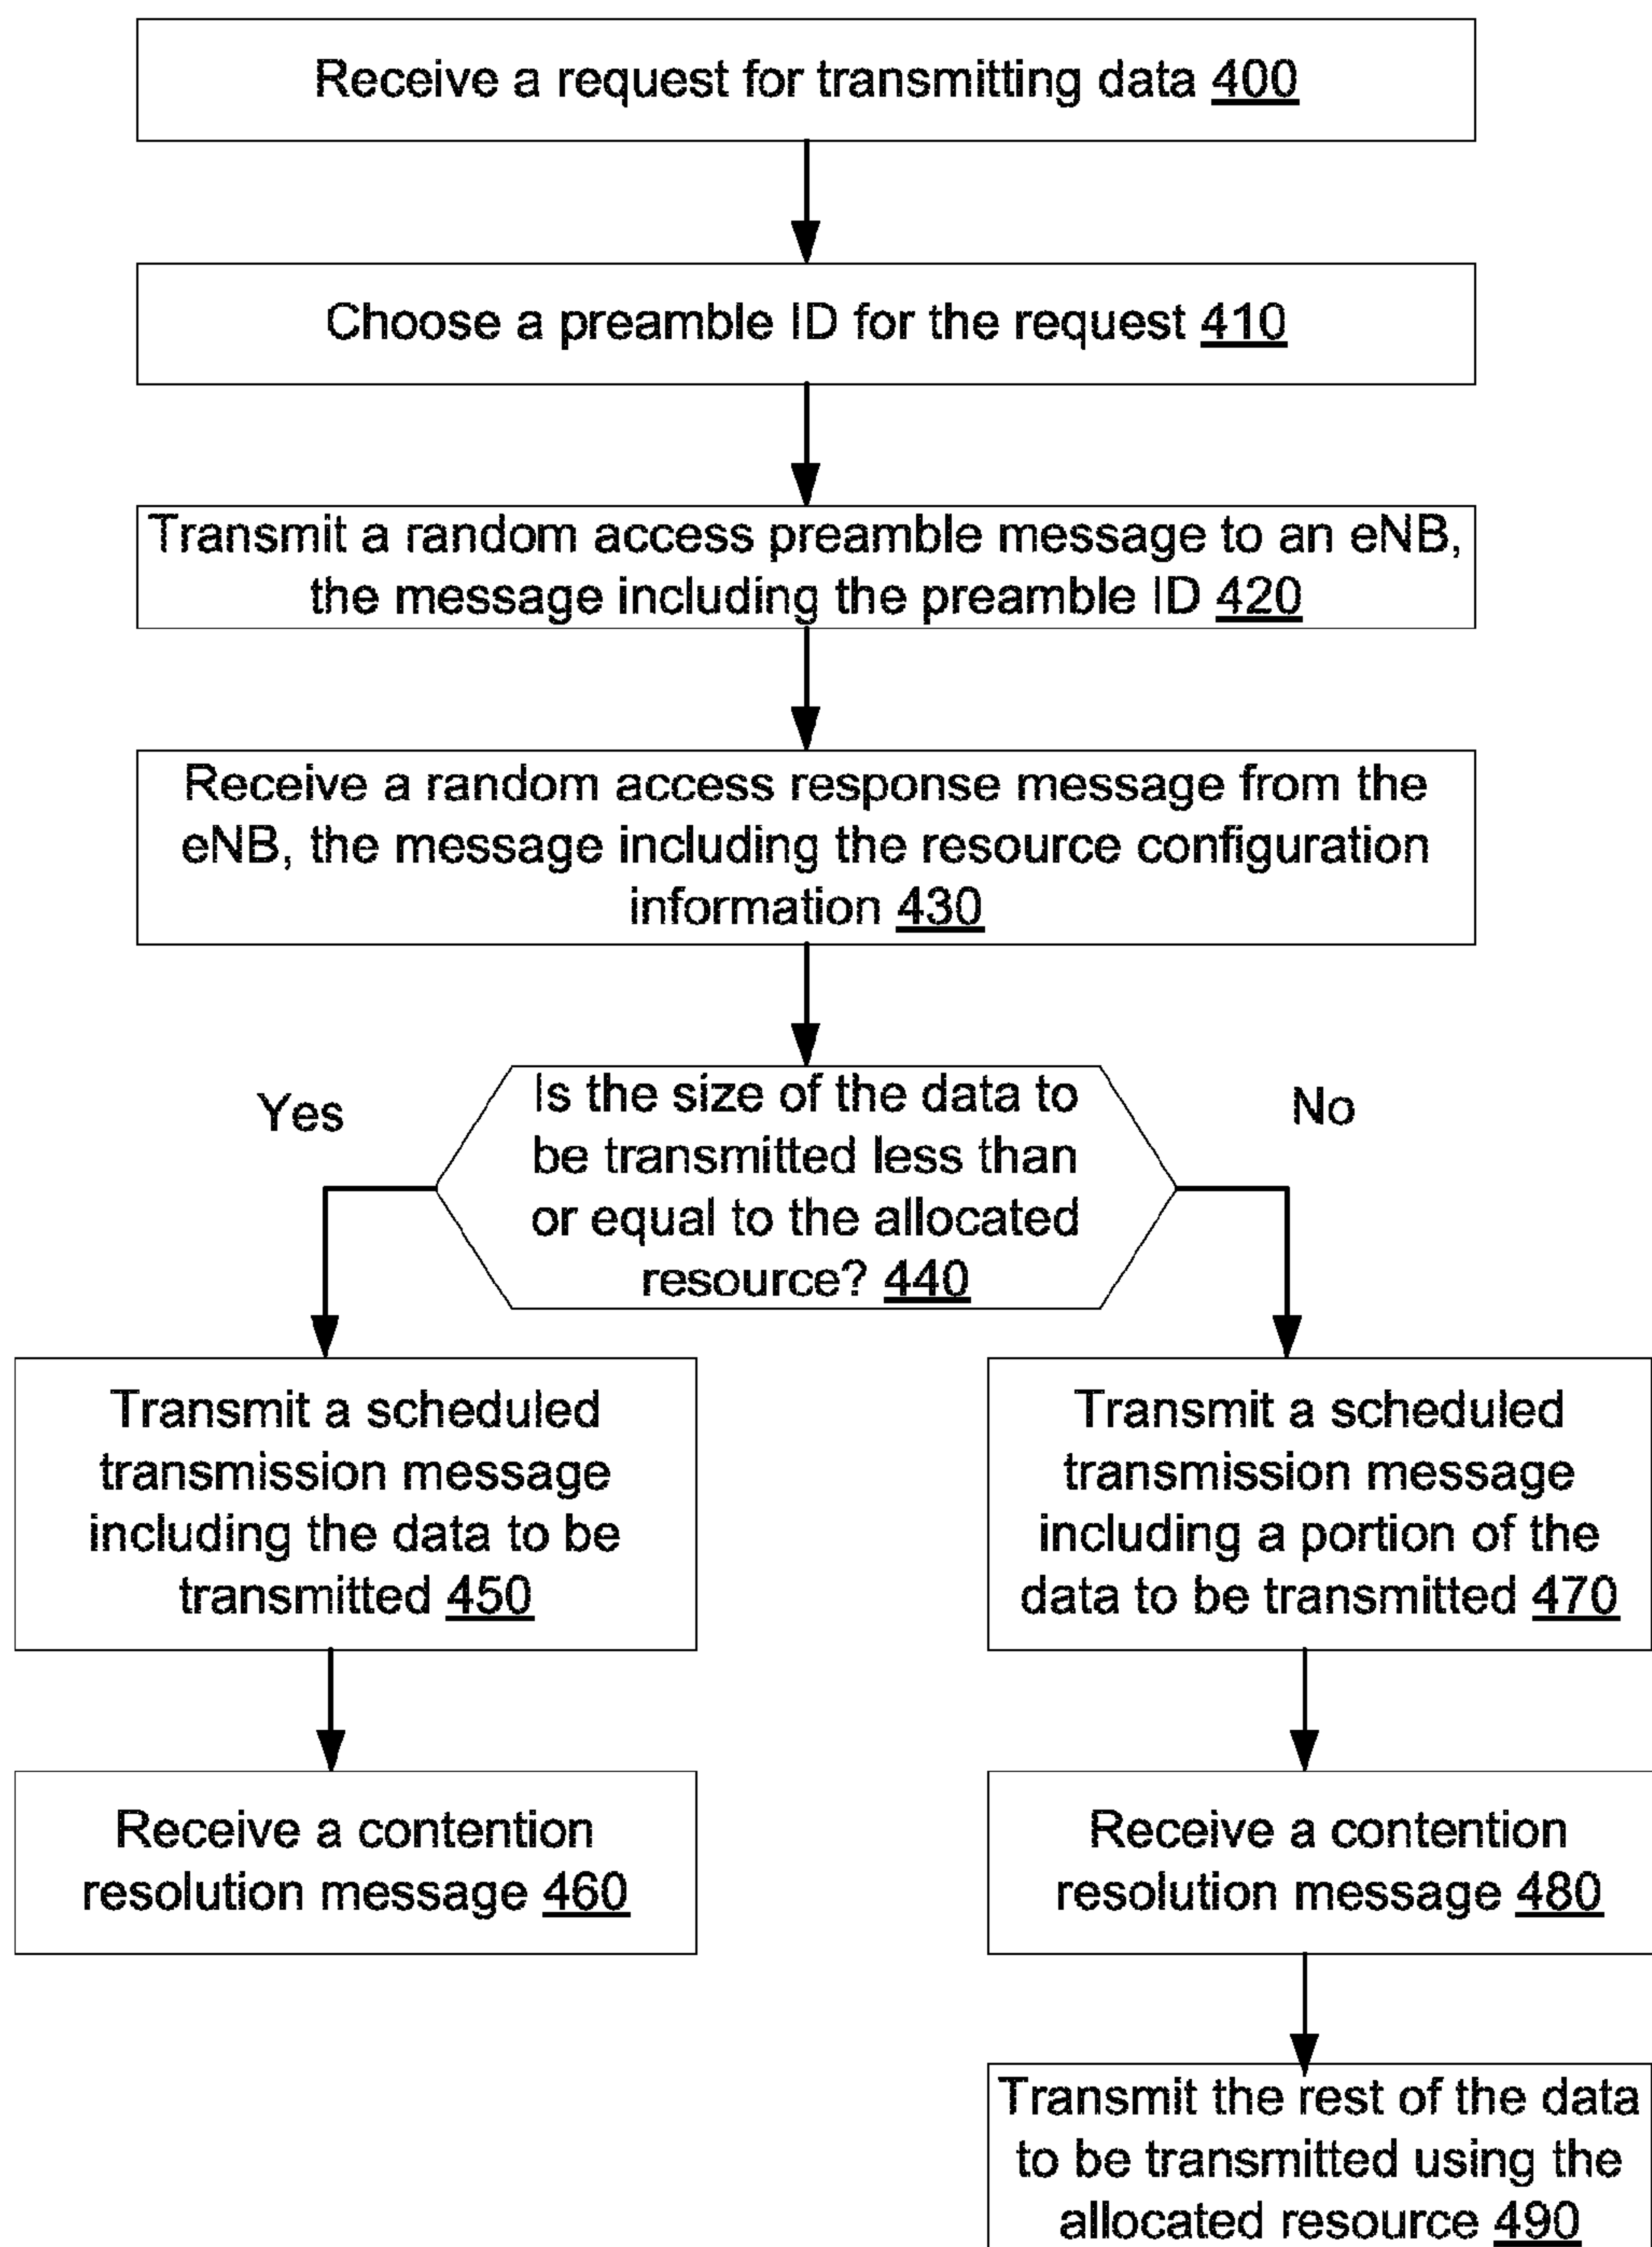 Receive a request for transmitting data 400
Choose a preamble ID for the request 410
Transmit a random access preamble message to an eNB,
the message including the preamble ID 420
Receive a random access response message from the
eNB, the message including the resource configuration
information 430
Yes
Is the size of the data to
be transmitted less than
or equal to the allocated
resource? 440
No
Transmit a scheduled
transmission message
including the data to be
transmitted 450
Receive a contention
resolution message 460
Transmit a scheduled
transmission message
including a portion of the
data to be transmitted 470
Receive a contention
resolution message 480
Transmit the rest of the data
to be transmitted using the
allocated resource 490